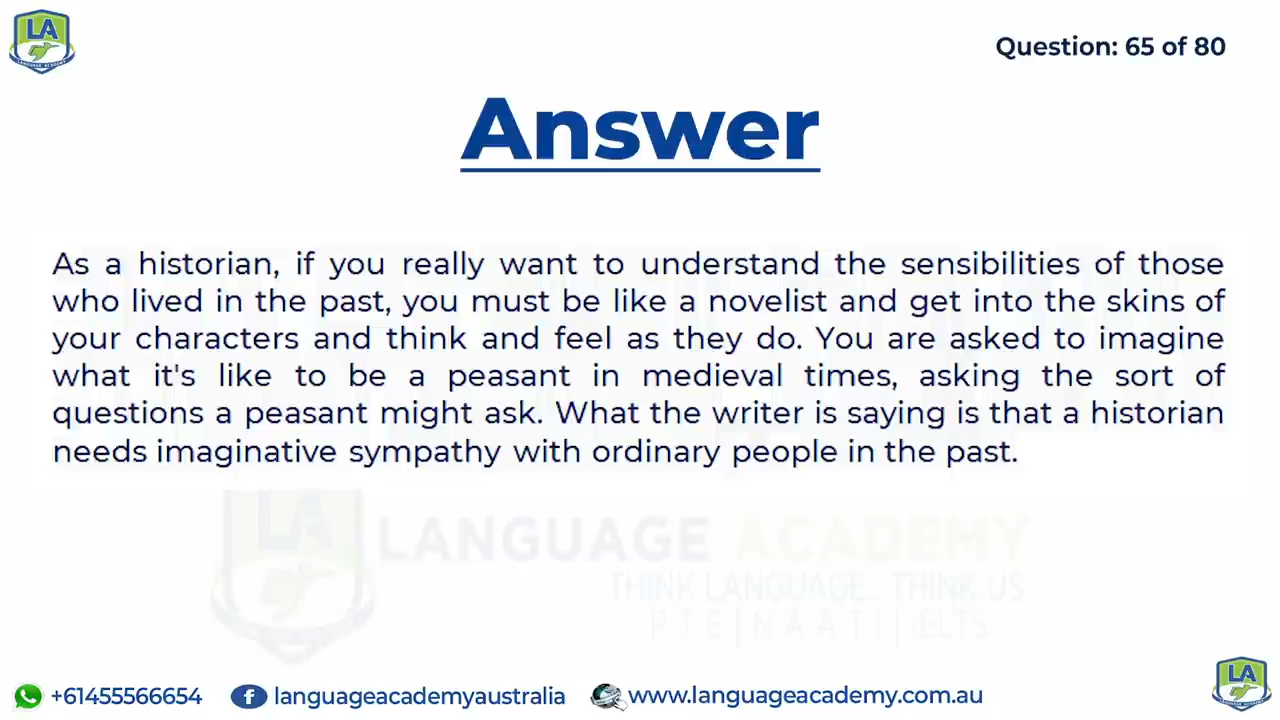 LA
LANGUAGE ACADEMY
Question: 65 of 80
Answer
As a historian, if you really want to understand the sensibilities of those
who lived in the past, you must be like a novelist and get into the skins of
your characters and think and feel as they do. You are asked to imagine
what it's like to be a peasant in medieval times, asking the sort of
questions a peasant might ask. What the writer is saying is that a historian
needs imaginative sympathy with ordinary people in the past.
LA
LANGUAGE ACADEMY
THINK LANGUAGE, THINK US
PTE | NAATI | IELTS
+61455566654
languageacademyaustralia
www.languageacademy.com.au
LA
LANGUAGE ACADEMY